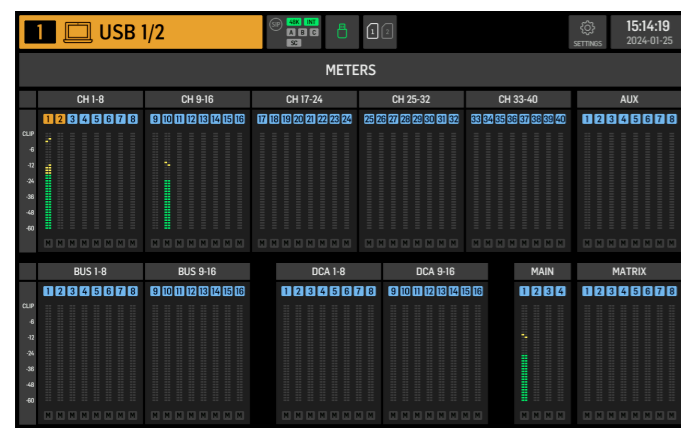 1 USB 1/2
SIP 48K INT
A B C
SC
1 2
SETTINGS
15:14:19
2024-01-25
METERS
CH 1-8 CH 9-16 CH 17-24 CH 25-32 CH 33-40 AUX
1 2 3 4 5 6 7 8 9 10 11 12 13 14 15 16 17 18 19 20 21 22 23 24 25 26 27 28 29 30 31 32 33 34 35 36 37 38 39 40 1 2 3 4 5 6 7 8
CLIP
-6
-12
-24
-36
-48
-60
M M M M M M M M M M M M M M M M M M M M M M M M M M M M M M M M M M M M M M M M M M M M M M M M
BUS 1-8 BUS 9-16 DCA 1-8 DCA 9-16 MAIN MATRIX
1 2 3 4 5 6 7 8 9 10 11 12 13 14 15 16 1 2 3 4 5 6 7 8 9 10 11 12 13 14 15 16 1 2 3 4 1 2 3 4 5 6 7 8
CLIP
-6
-12
-24
-36
-48
-60
M M M M M M M M M M M M M M M M M M M M M M M M M M M M M M M M M M M M M M M M M M M M